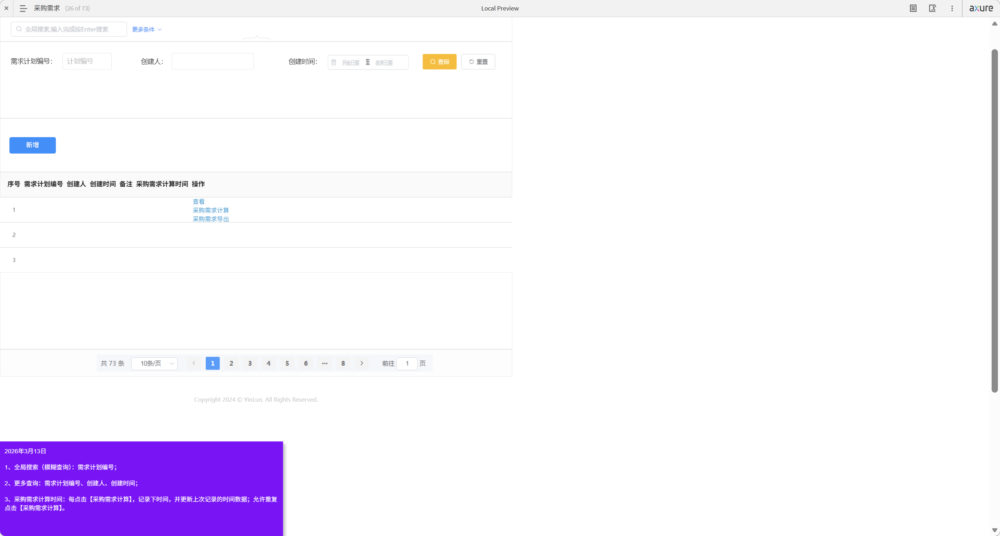 采购需求 (26 of 73) Local Preview axure
全局搜索,输入完成按Enter搜索 更多条件
需求计划编号： 计划编号 创建人： 创建时间： 开始日期 至 结束日期 查询 重置
新增
序号 需求计划编号 创建人 创建时间 备注 采购需求计算时间 操作
查看
1 采购需求计算
采购需求导出
2
3
共 73 条 10条/页 1 2 3 4 5 6 ··· 8 前往 1 页
Copyright 2024 © YinLun. All Rights Reserved.
2026年3月13日
1、全局搜索（模糊查询）：需求计划编号；
2、更多查询：需求计划编号、创建人、创建时间；
3、采购需求计算时间：每点击【采购需求计算】，记录下时间，并更新上次记录的时间数据；允许重复
点击【采购需求计算】。